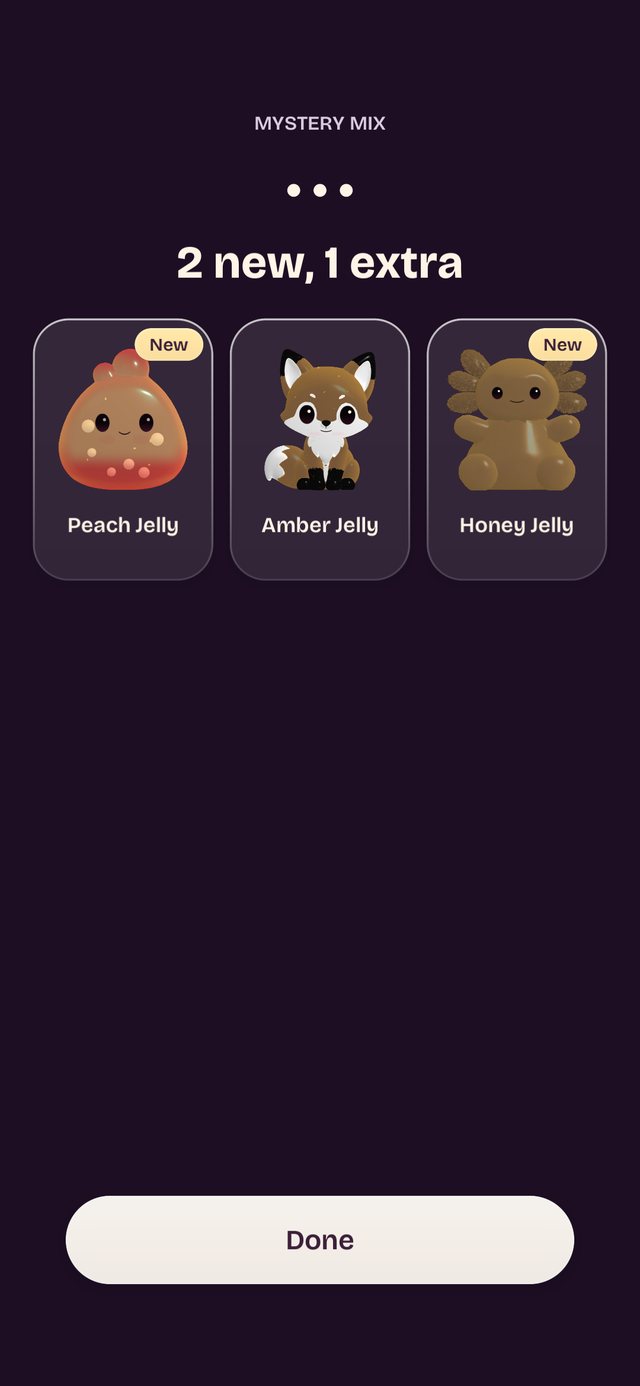 MYSTERY MIX
2 new, 1 extra
New
New
Peach Jelly
Amber Jelly
Honey Jelly
Done